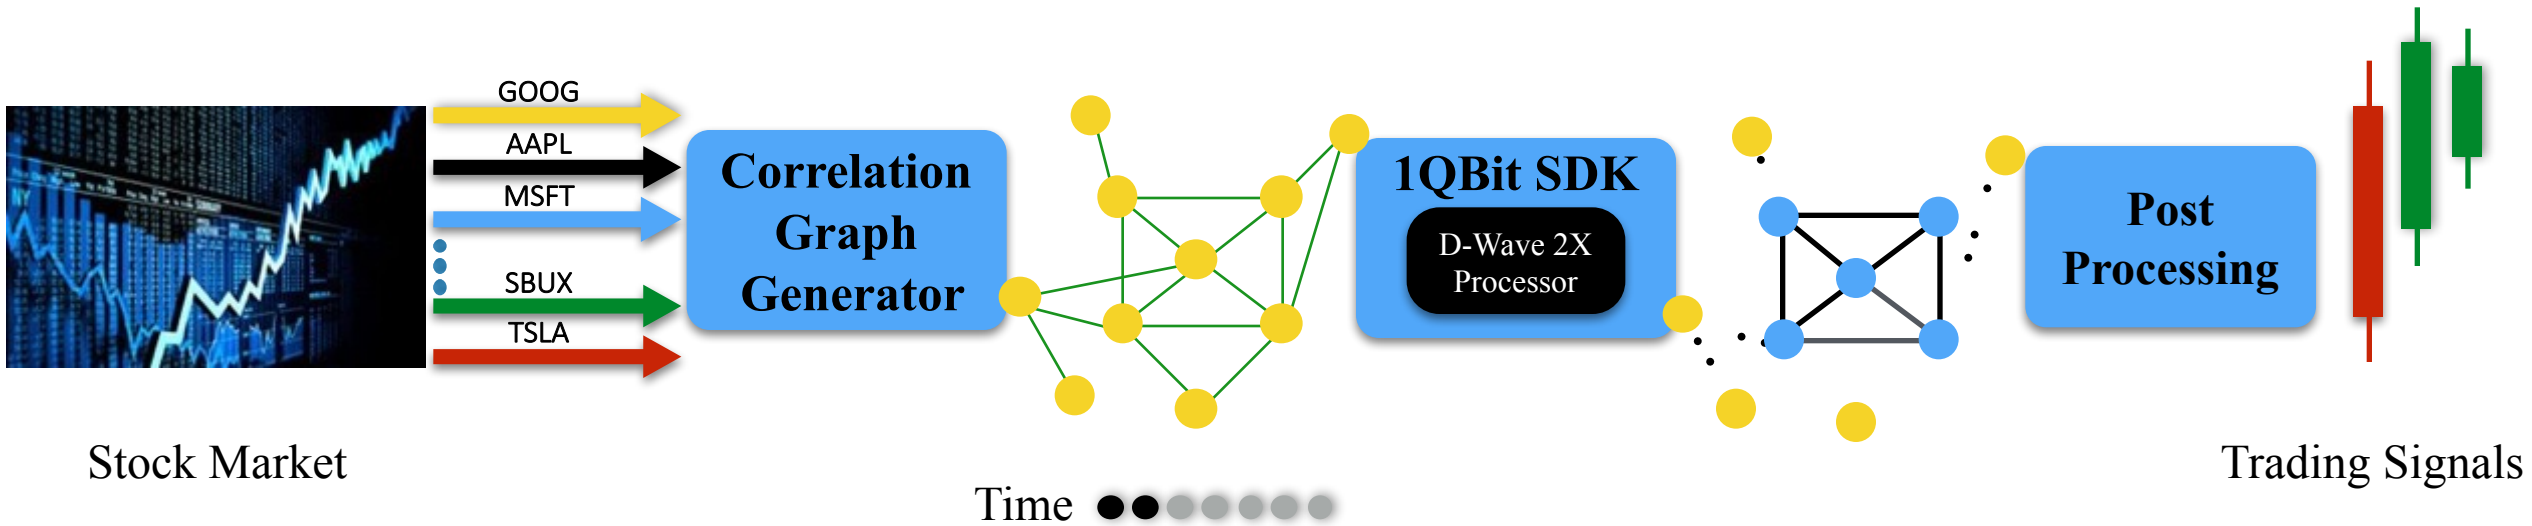 GOOG
AAPL
MSFT
SBUX
TSLA
NY
Correlation
Graph
Generator
1QBit SDK
D-Wave 2X
Processor
Post
Processing
Stock Market
Time
Trading Signals